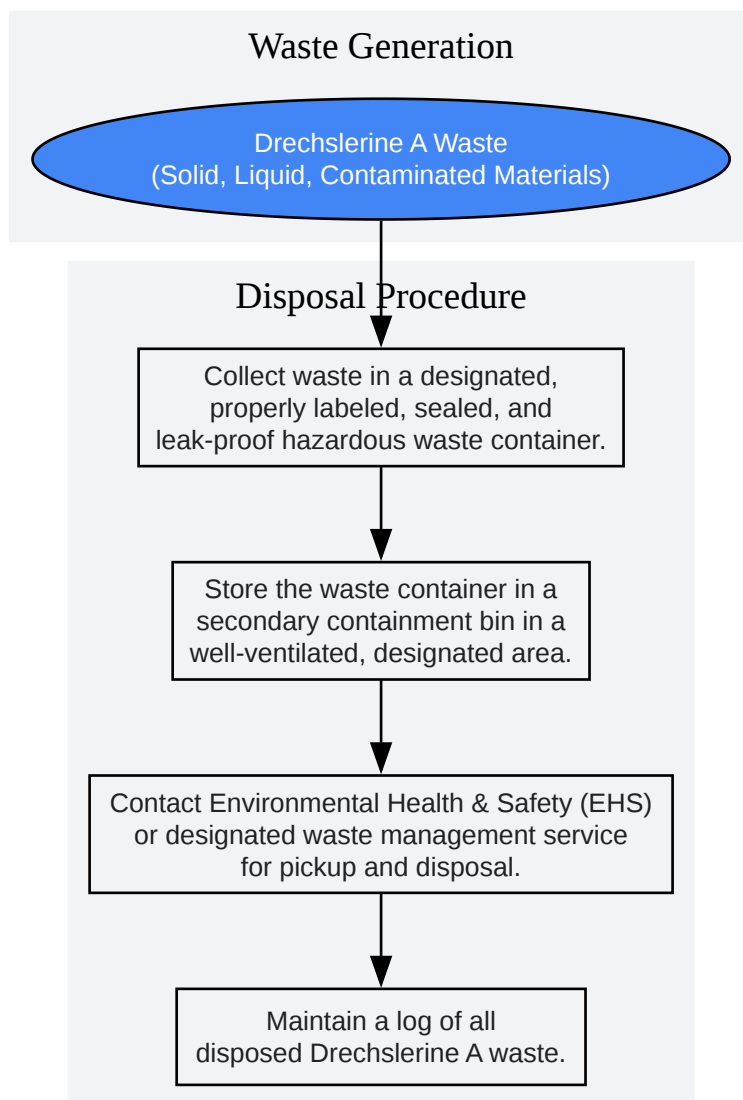 Waste Generation
Drechslerine A Waste
(Solid, Liquid, Contaminated Materials)
Disposal Procedure
Collect waste in a designated,
properly labeled, sealed, and
leak-proof hazardous waste container.
Store the waste container in a
secondary containment bin in a
well-ventilated, designated area.
Contact Environmental Health & Safety (EHS)
or designated waste management service
for pickup and disposal.
Maintain a log of all
disposed Drechslerine A waste.